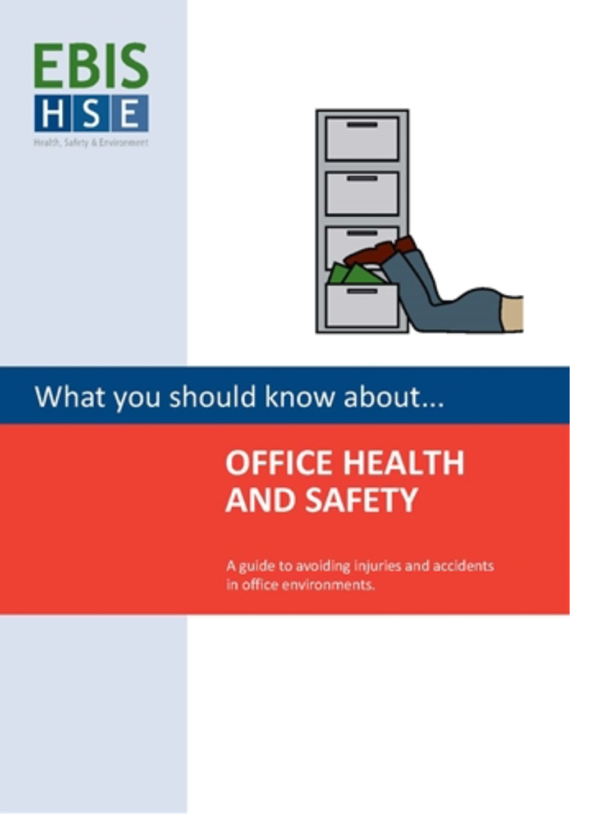 EBIS
HSE
Health, Safety & Environment
What you should know about...
OFFICE HEALTH
AND SAFETY
A guide to avoiding injuries and accidents
in office environments.